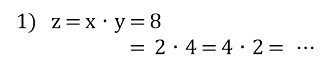 1) z = x · y = 8
= 2 · 4 = 4 · 2 = ⋯